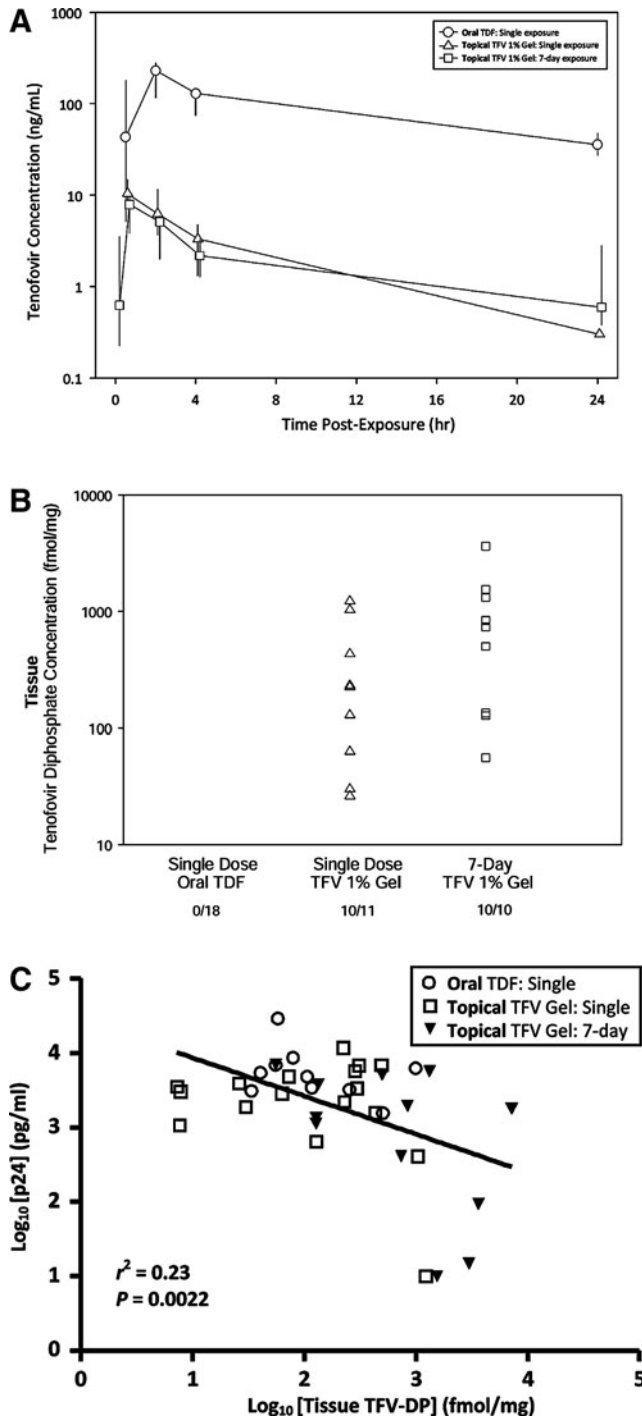 A
Oral TDF: Single exposure
Topical TFV 1% Gel: Single exposure
Topical TFV 1% Gel: 7-day exposure
Tenofovir Concentration (ng/mL)
1000
100
10
1
0.1
0 4 8 12 16 20 24
Time Post-Exposure (hr)
B
Tissue
Tenofovir Diphosphate Concentration (fmol/mg)
10000
1000
100
10
Single Dose Single Dose 7-Day
Oral TDF TFV 1% Gel TFV 1% Gel
0/18 10/11 10/10
C
Oral TDF: Single
Topical TFV Gel: Single
Topical TFV Gel: 7-day
Log10 [p24] (pg/ml)
5
4
3
2
1
0
r² = 0.23
P = 0.0022
0 1 2 3 4 5
Log10 [Tissue TFV-DP] (fmol/mg)